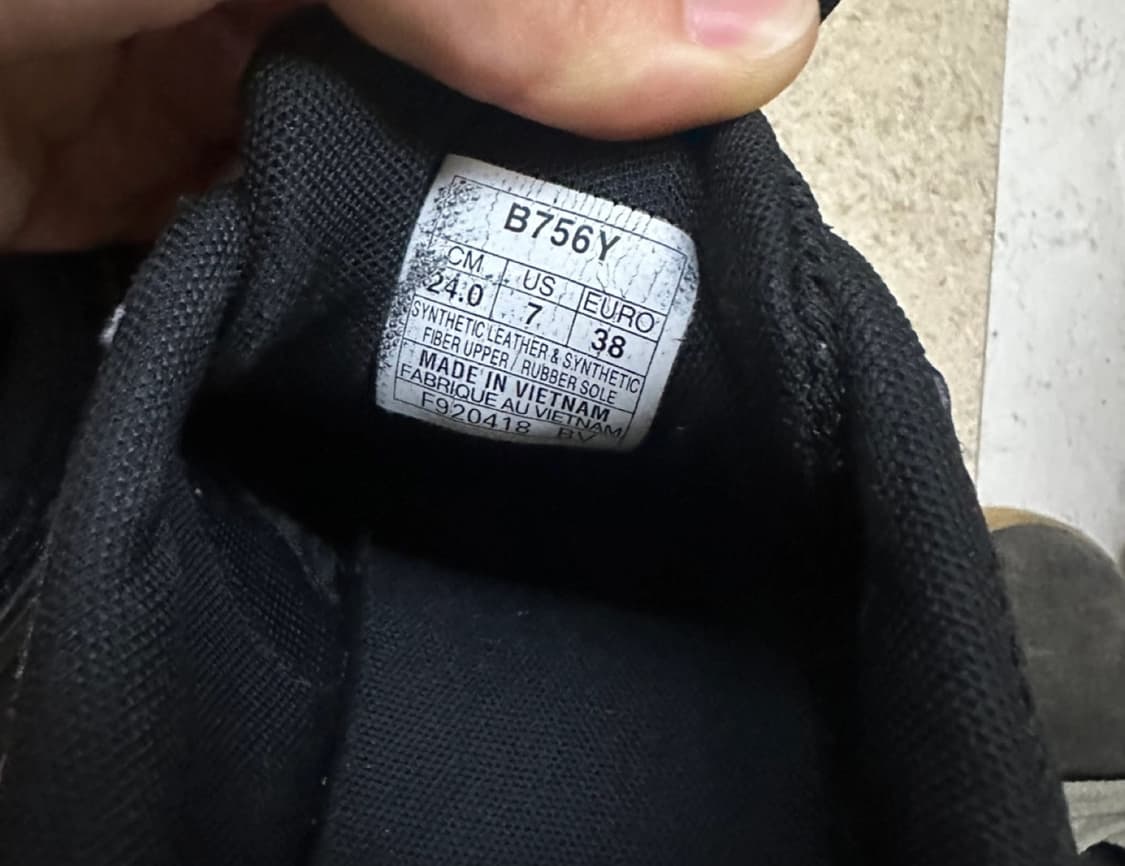 B756Y
CM US EURO
24.0 7 38
SYNTHETIC LEATHER & SYNTHETIC
FIBER UPPER / RUBBER SOLE
MADE IN VIETNAM
FABRIQUE AU VIETNAM
F920418 BV